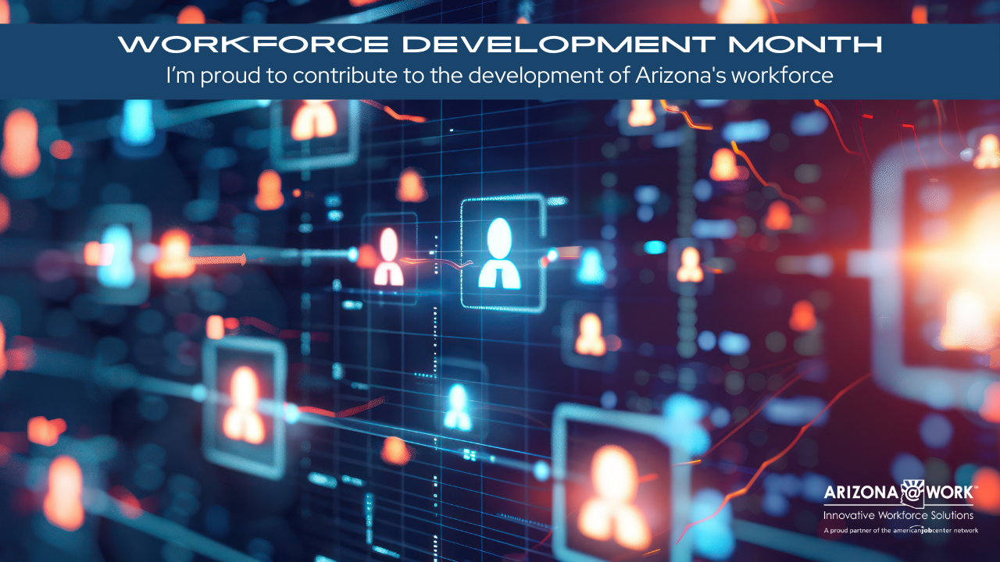 WORKFORCE DEVELOPMENT MONTH
I'm proud to contribute to the development of Arizona's workforce
ARIZONA@WORK™
Innovative Workforce Solutions
A proud partner of the americanjobcenter network